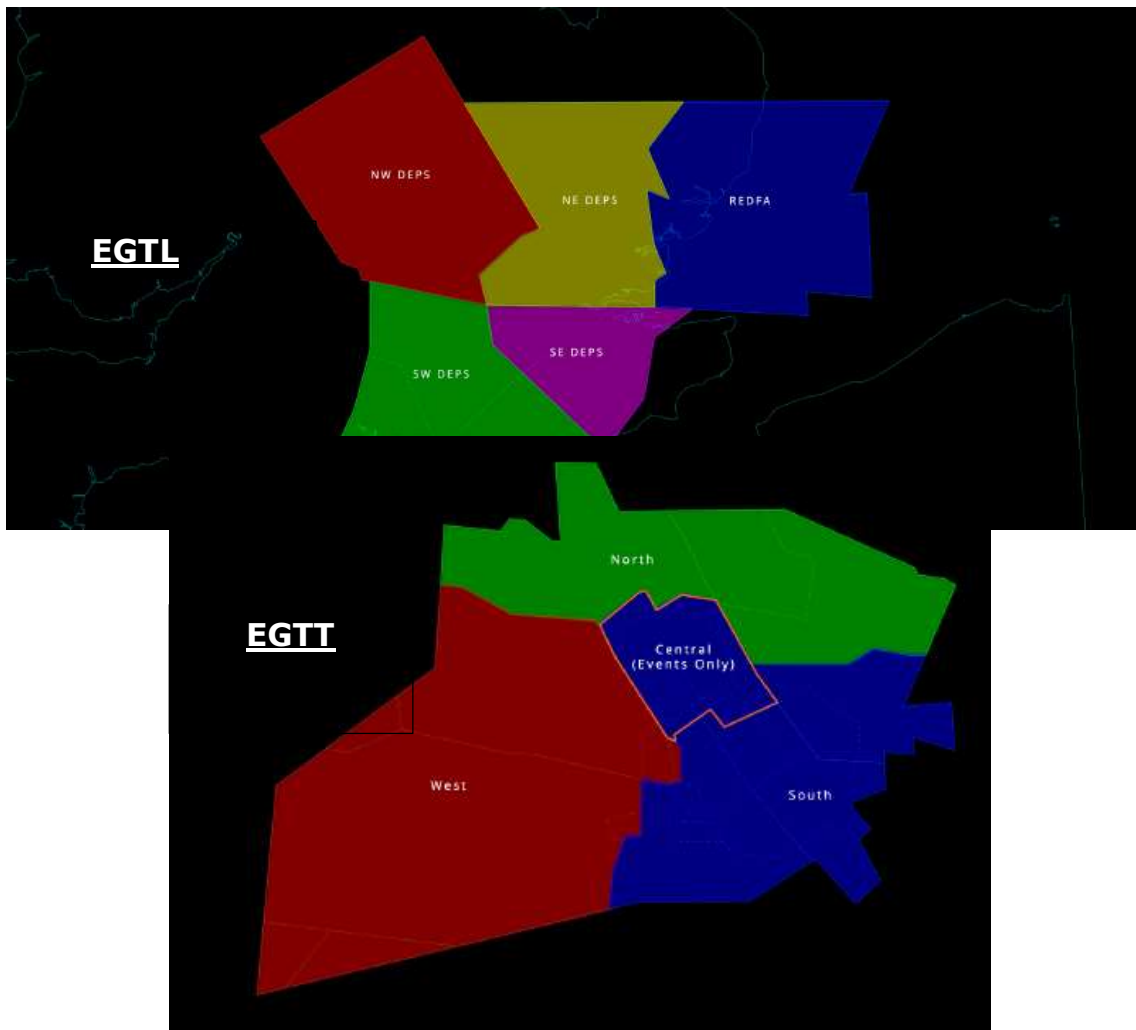 NW DEPS
NE DEPS
REDFA
EGTL
SE DEPS
SW DEPS
North
EGTT
Central
(Events Only)
West
South